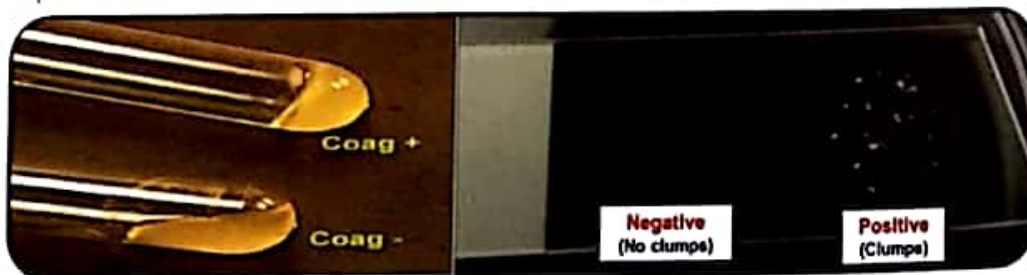 Coag +
Coag -
Negative
(No clumps)
Positive
(Clumps)